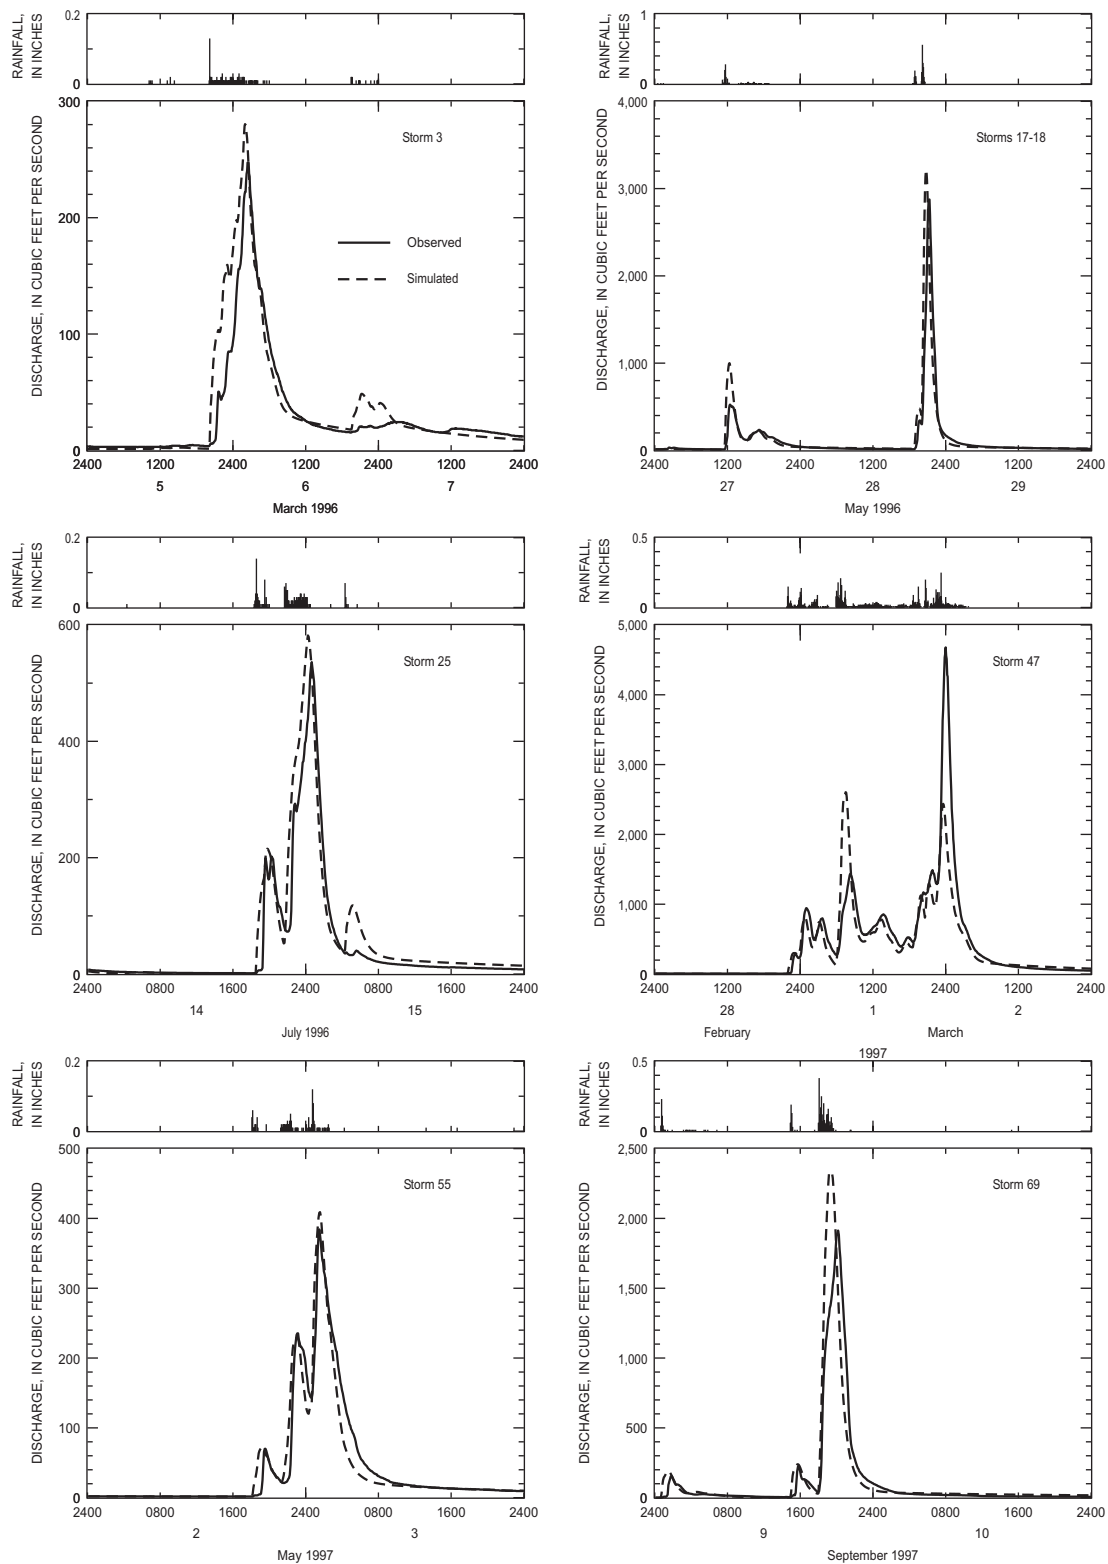 RAINFALL,
IN INCHES
0.2
0
DISCHARGE, IN CUBIC FEET PER SECOND
300
200
100
0
Storm 3
Observed
Simulated
2400 1200 2400 1200 2400 1200 2400
5 6 7
March 1996
RAINFALL,
IN INCHES
1
0
DISCHARGE, IN CUBIC FEET PER SECOND
4,000
3,000
2,000
1,000
0
Storms 17-18
2400 1200 2400 1200 2400 1200 2400
27 28 29
May 1996
RAINFALL,
IN INCHES
0.2
0
DISCHARGE, IN CUBIC FEET PER SECOND
600
400
200
0
Storm 25
2400 0800 1600 2400 0800 1600 2400
14 15
July 1996
RAINFALL,
IN INCHES
0.5
0
DISCHARGE, IN CUBIC FEET PER SECOND
5,000
4,000
3,000
2,000
1,000
0
Storm 47
2400 1200 2400 1200 2400 1200 2400
28 1 2
February March
1997
RAINFALL,
IN INCHES
0.2
0
DISCHARGE, IN CUBIC FEET PER SECOND
500
400
300
200
100
0
Storm 55
2400 0800 1600 2400 0800 1600 2400
2 3
May 1997
RAINFALL,
IN INCHES
0.5
0
DISCHARGE, IN CUBIC FEET PER SECOND
2,500
2,000
1,500
1,000
500
0
Storm 69
2400 0800 1600 2400 0800 1600 2400
9 10
September 1997